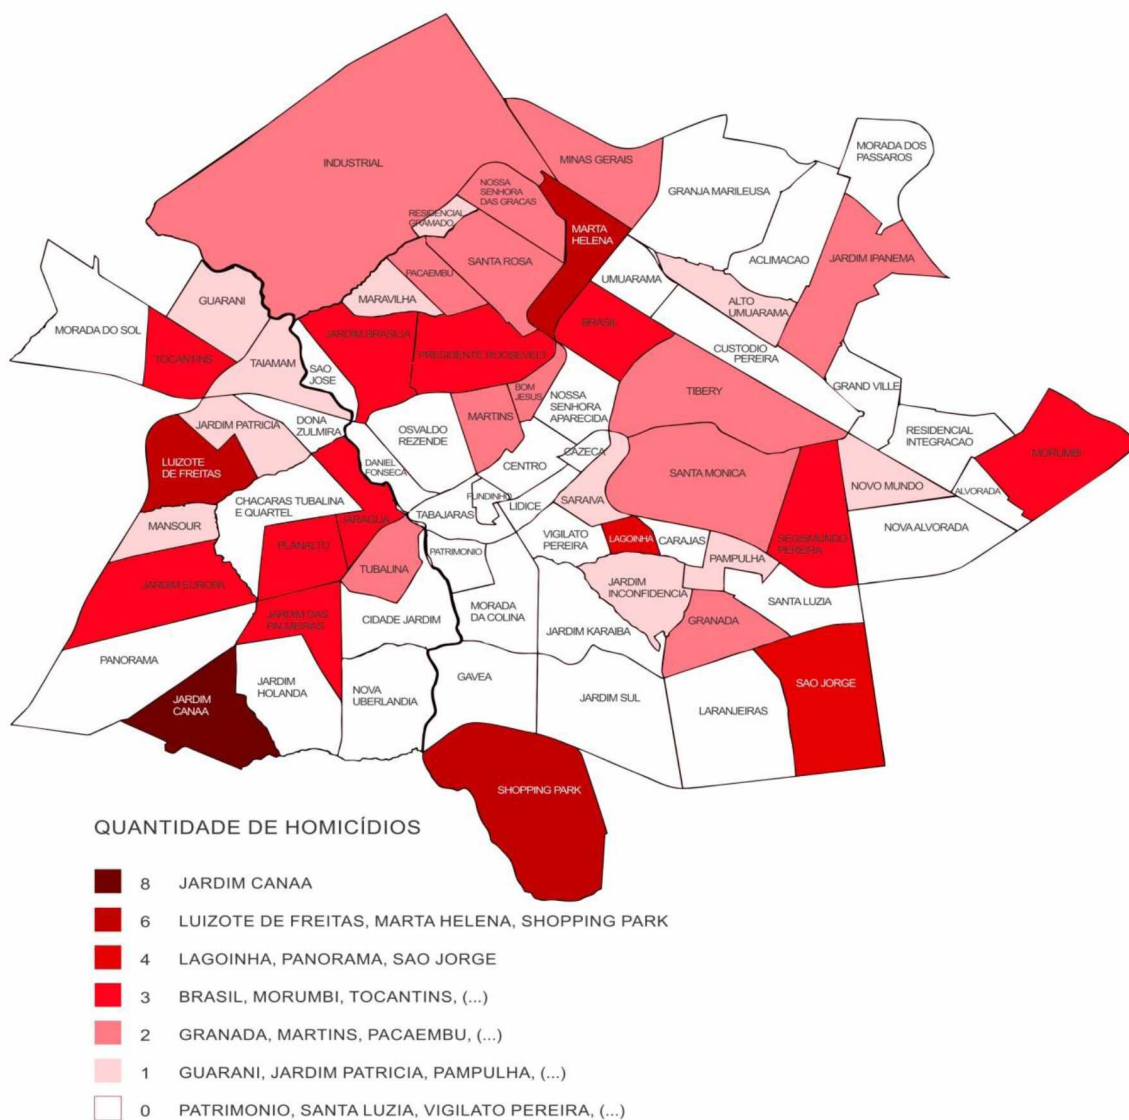 INDUSTRIAL
MINAS GERAIS
MORADA DOS
PASSAROS
NOSSA
SENHORA
DAS GRACAS
GRANJA MARILEUSA
RESIDENCIAL
GRAMADO
MARTA
HELENA
SANTA ROSA
ACLIMACAO
JARDIM IPANEMA
PACAEMBU
UMUARAMA
GUARANI
MARAVILHA
ALTO
UMUARAMA
MORADA DO SOL
JARDIM BRASILIA
BRASIL
TOCANTINS
TAIAMAM
SAO
JOSE
PRESIDENTE ROOSEVELT
CUSTODIO
PEREIRA
BOM
JESUS
TIBERY
GRAND VILLE
NOSSA
SENHORA
APARECIDA
MARTINS
JARDIM PATRICIA
DONA
ZULMIRA
OSVALDO
REZENDE
RESIDENCIAL
INTEGRACAO
MORUMBI
LUIZOTE
DE FREITAS
DANIEL
FONSECA
CENTRO
CAZECA
SANTA MONICA
NOVO MUNDO
ALVORADA
CHACARAS TUBALINA
E QUARTEL
FUNDINHO
SARAIVA
TABAJARAS
LIDICE
MANSOUR
JARAGUA
NOVA ALVORADA
PLANALTO
VIGILATO
PEREIRA
LAGOINHA
CARAJAS
SEGISMUNDO
PEREIRA
PATRIMONIO
PAMPULHA
TUBALINA
JARDIM EUROPA
JARDIM
INCONFIDENCIA
SANTA LUZIA
JARDIM DAS
PALMEIRAS
CIDADE JARDIM
MORADA
DA COLINA
JARDIM KARAIBA
GRANADA
PANORAMA
JARDIM
HOLANDA
GAVEA
SAO JORGE
JARDIM
CANAA
NOVA
UBERLANDIA
JARDIM SUL
LARANJEIRAS
SHOPPING PARK
QUANTIDADE DE HOMICÍDIOS
8 JARDIM CANAA
6 LUIZOTE DE FREITAS, MARTA HELENA, SHOPPING PARK
4 LAGOINHA, PANORAMA, SAO JORGE
3 BRASIL, MORUMBI, TOCANTINS, (...)
2 GRANADA, MARTINS, PACAEMBU, (...)
1 GUARANI, JARDIM PATRICIA, PAMPULHA, (...)
0 PATRIMONIO, SANTA LUZIA, VIGILATO PEREIRA, (...)